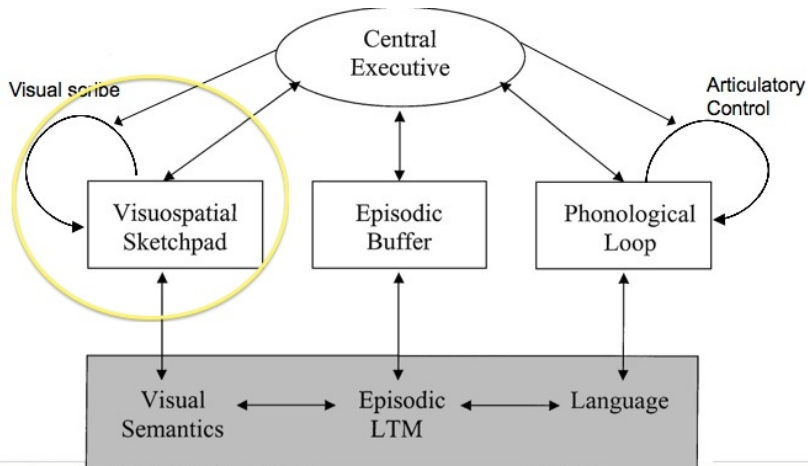 Central
Executive
Visual scribe
Articulatory
Control
Visuospatial
Sketchpad
Episodic
Buffer
Phonological
Loop
Visual
Semantics
Episodic
LTM
Language